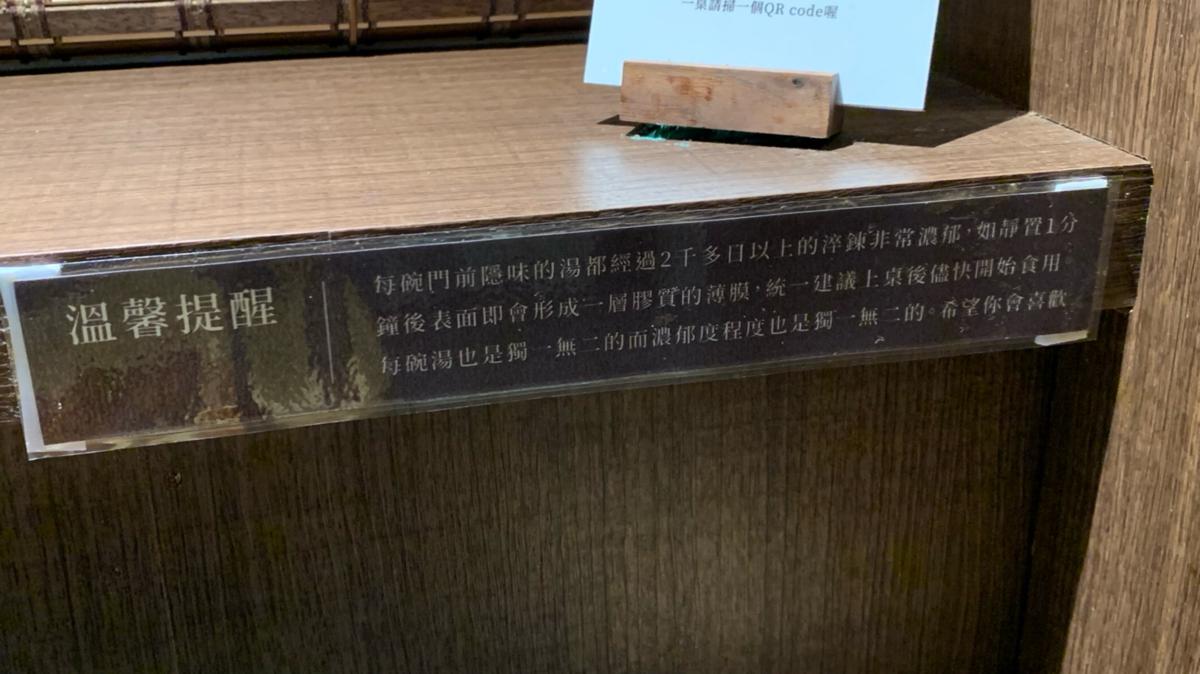 一桌請掃一個QR code喔
溫馨提醒
每碗門前隱味的湯都經過2千多日以上的淬鍊非常濃郁，如靜置1分
鐘後表面即會形成一層膠質的薄膜，統一建議上桌後儘快開始食用。
每碗湯也是獨一無二的而濃郁度程度也是獨一無二的。希望你會喜歡